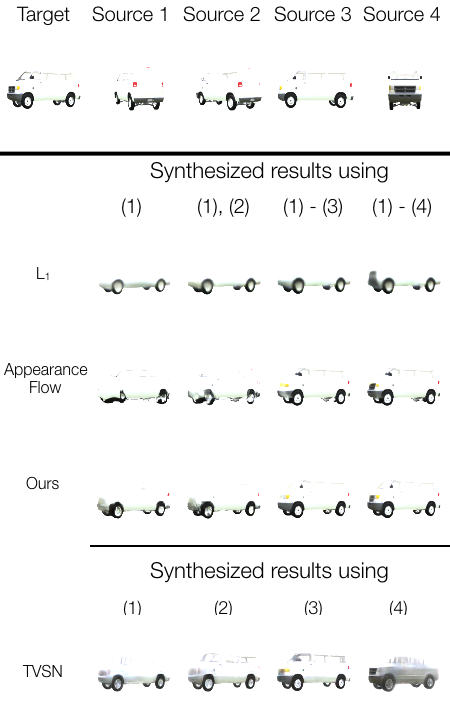 Target Source 1 Source 2 Source 3 Source 4
Synthesized results using
(1) (1), (2) (1) - (3) (1) - (4)
L₁
Appearance
Flow
Ours
Synthesized results using
(1) (2) (3) (4)
TVSN